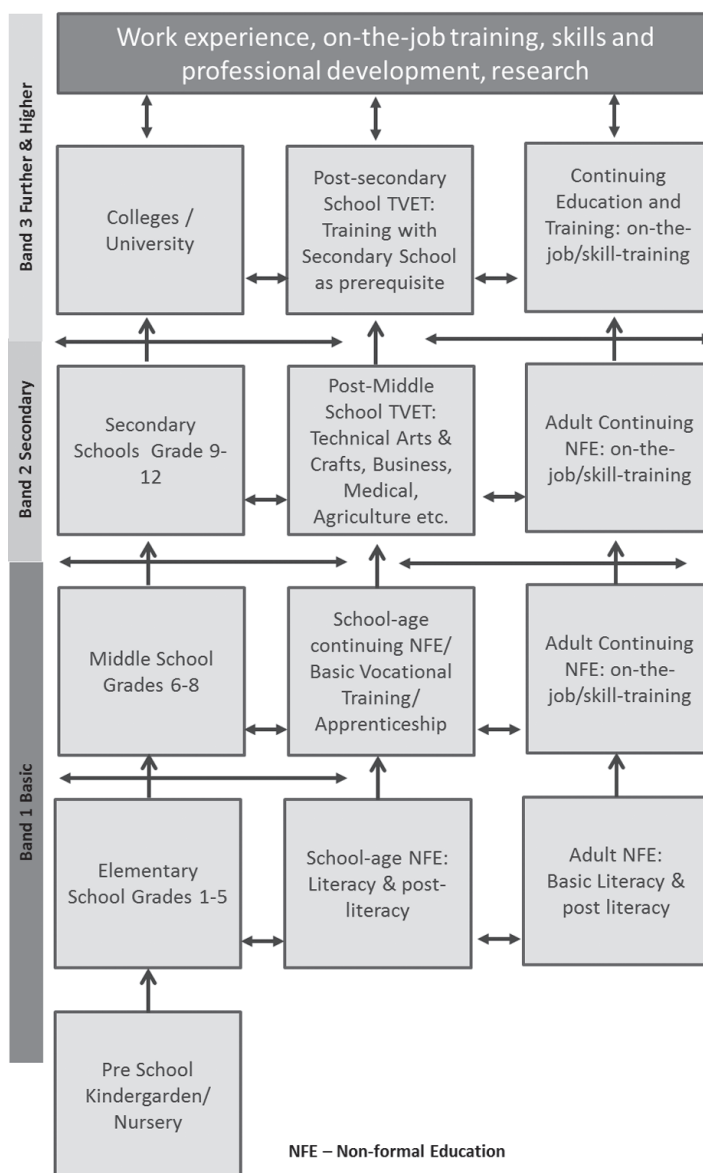 Work experience, on-the-job training, skills and
professional development, research
Band 3 Further & Higher
Colleges /
University
Post-secondary
School TVET:
Training with
Secondary School
as prerequisite
Continuing
Education and
Training: on-the-
job/skill-training
Band 2 Secondary
Secondary
Schools Grade 9-
12
Post-Middle
School TVET:
Technical Arts &
Crafts, Business,
Medical,
Agriculture etc.
Adult Continuing
NFE: on-the-
job/skill-training
Band 1 Basic
Middle School
Grades 6-8
School-age
continuing NFE/
Basic Vocational
Training/
Apprenticeship
Adult Continuing
NFE: on-the-
job/skill-training
Elementary
School Grades 1-5
School-age NFE:
Literacy & post-
literacy
Adult NFE:
Basic Literacy &
post literacy
Pre School
Kindergarden/
Nursery
NFE – Non-formal Education